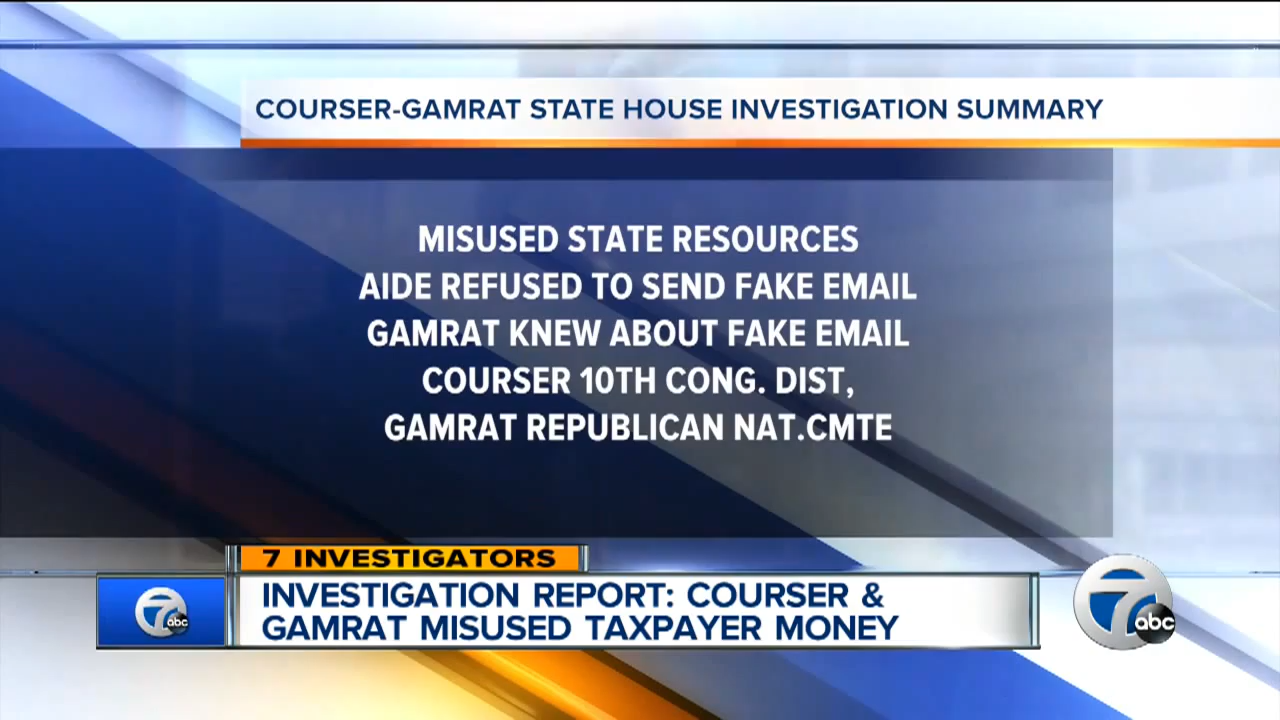 COURSER-GAMRAT STATE HOUSE INVESTIGATION SUMMARY
MISUSED STATE RESOURCES
AIDE REFUSED TO SEND FAKE EMAIL
GAMRAT KNEW ABOUT FAKE EMAIL
COURSER 10TH CONG. DIST,
GAMRAT REPUBLICAN NAT.CMTE
7 INVESTIGATORS
INVESTIGATION REPORT: COURSER &
GAMRAT MISUSED TAXPAYER MONEY
7 abc
7 abc